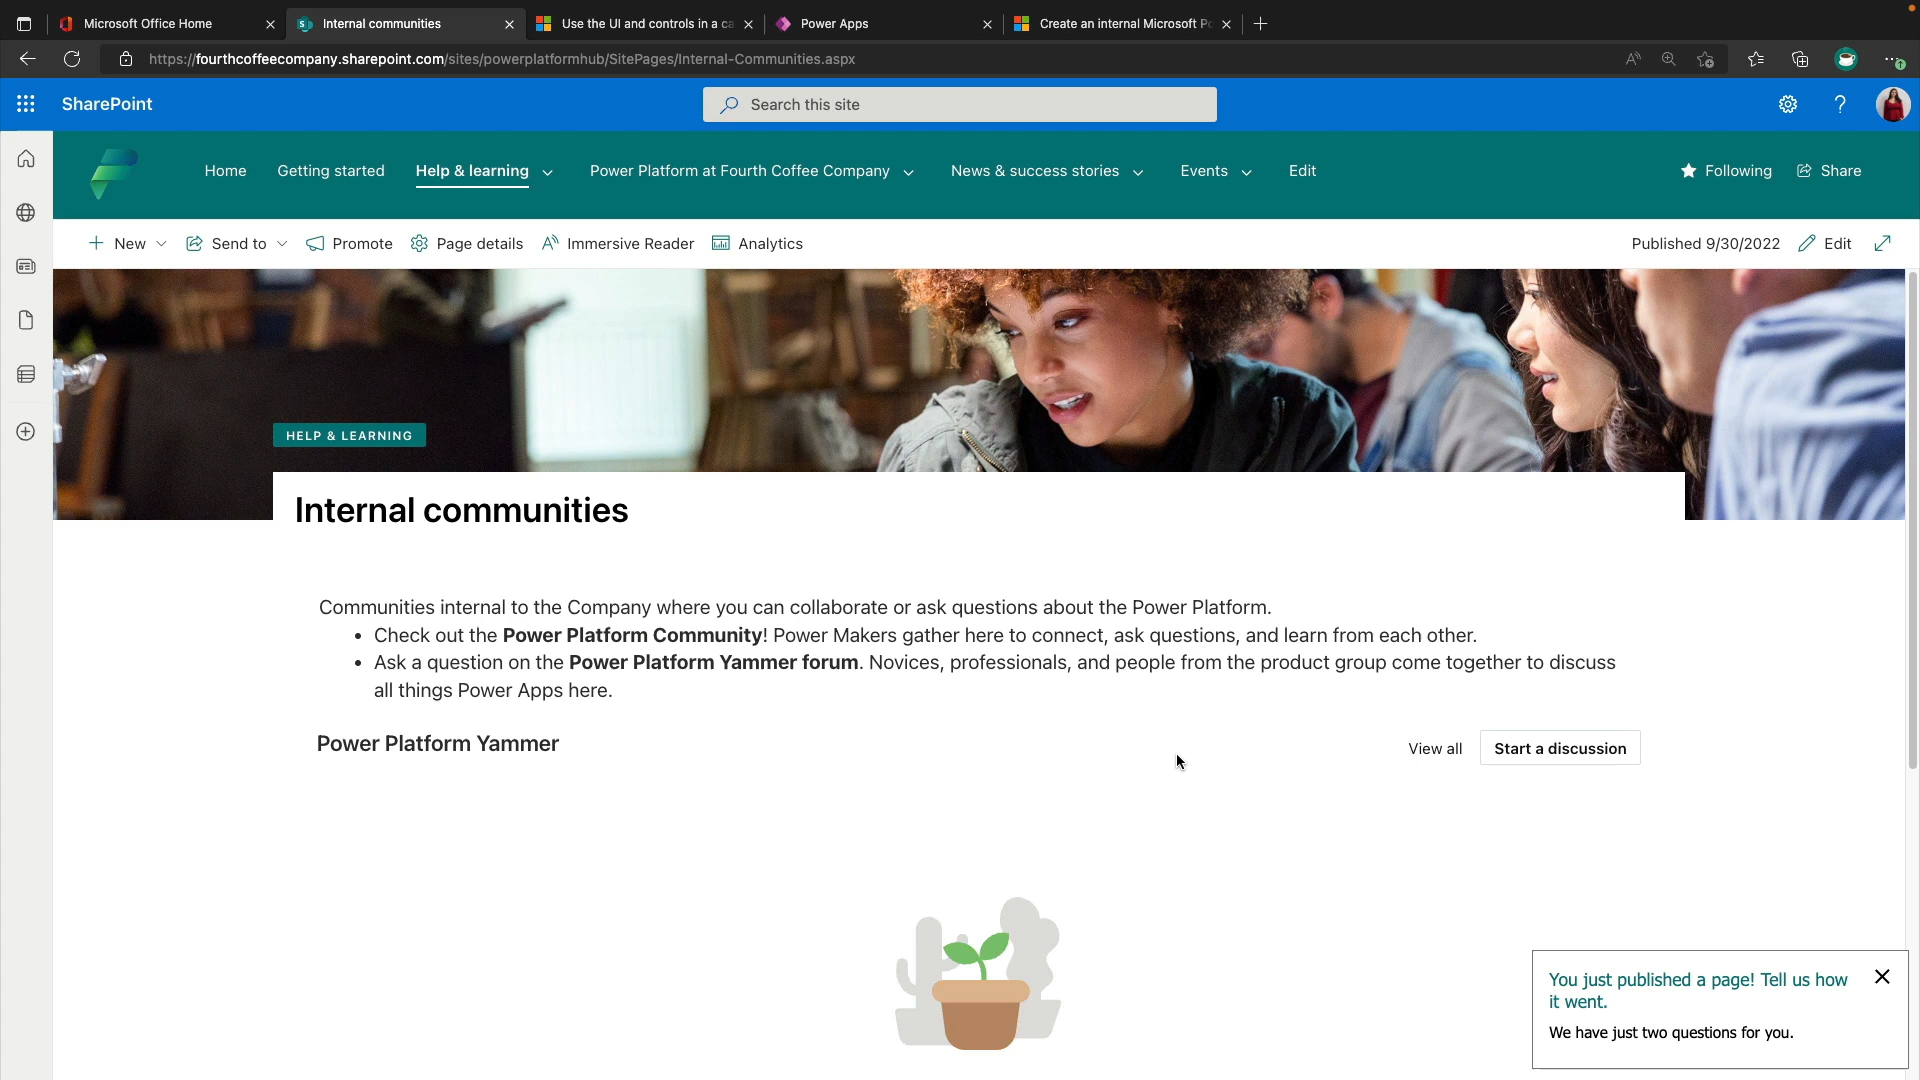 Microsoft Office Home
Internal communities
Use the UI and controls in a ca
Power Apps
Create an internal Microsoft Po
https://fourthcoffeecompany.sharepoint.com/sites/powerplatformhub/SitePages/Internal-Communities.aspx
SharePoint
Search this site
Home
Getting started
Help & learning
Power Platform at Fourth Coffee Company
News & success stories
Events
Edit
Following
Share
New
Send to
Promote
Page details
Immersive Reader
Analytics
Published 9/30/2022
Edit
HELP & LEARNING
Internal communities
Communities internal to the Company where you can collaborate or ask questions about the Power Platform.
• Check out the Power Platform Community! Power Makers gather here to connect, ask questions, and learn from each other.
• Ask a question on the Power Platform Yammer forum. Novices, professionals, and people from the product group come together to discuss
all things Power Apps here.
Power Platform Yammer
View all
Start a discussion
You just published a page! Tell us how
it went.
We have just two questions for you.